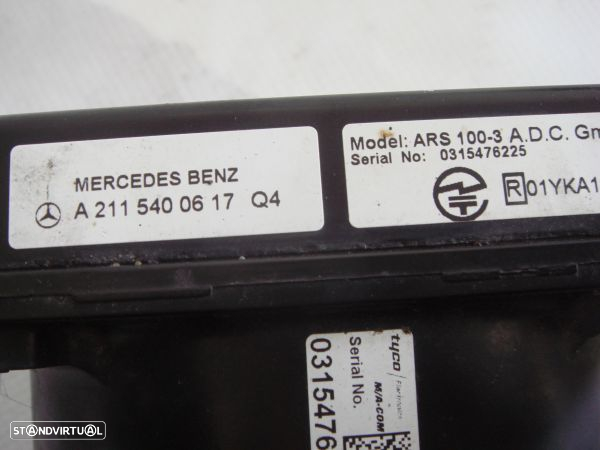 MERCEDES BENZ
A 211 540 06 17 Q4
Model: ARS 100-3 A.D.C. Gm
Serial No: 0315476225
R 01YKA1
tyco
Electronics
M/A-COM
Serial No.
0315476
STANDVIRTUAL